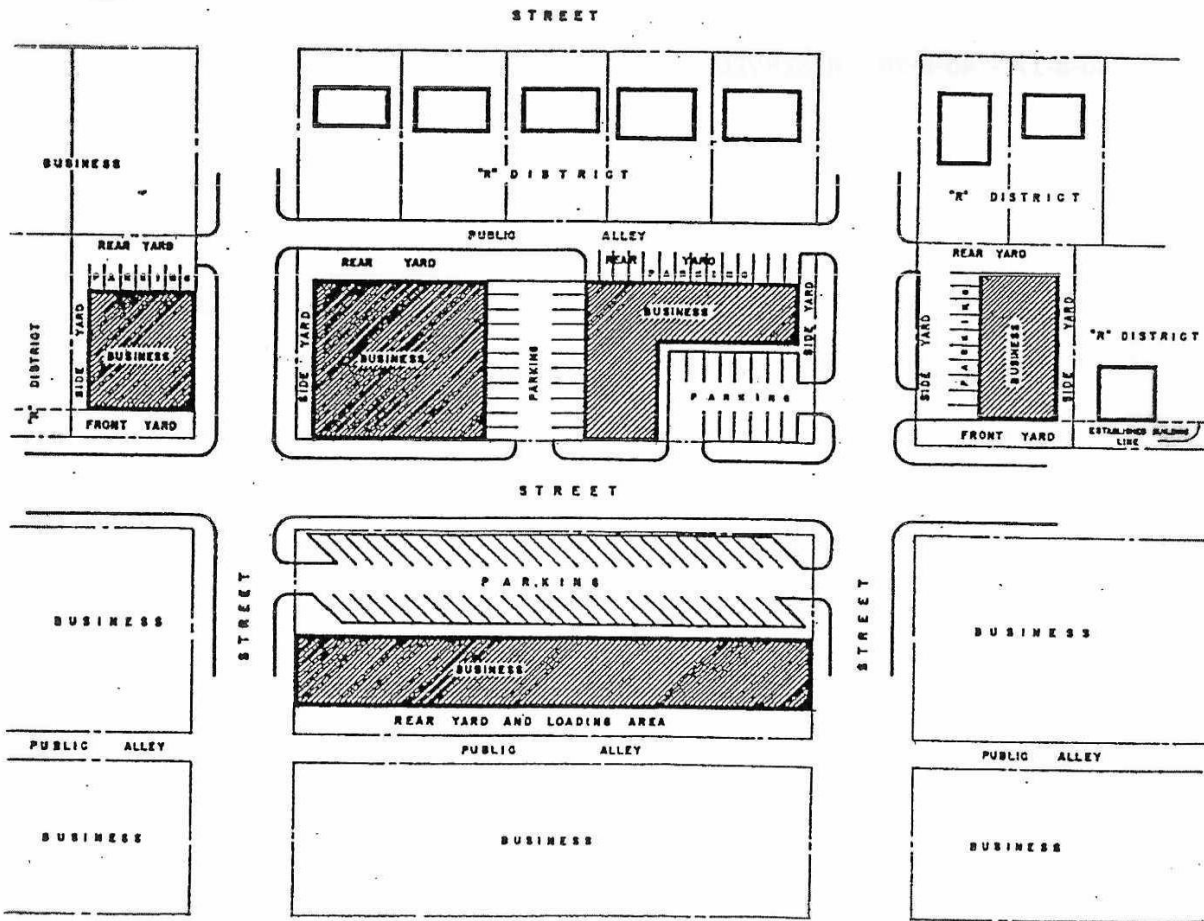 STREET
BUSINESS
"R" DISTRICT
"R" DISTRICT
PUBLIC ALLEY
REAR YARD
REAR YARD
REAR YARD
REAR YARD
PARKING
PARKING
"R" DISTRICT
SIDE YARD
BUSINESS
SIDE YARD
BUSINESS
PARKING
BUSINESS
SIDE YARD
PARKING
SIDE YARD
PARKING
BUSINESS
SIDE YARD
"R" DISTRICT
FRONT YARD
FRONT YARD
ESTABLISHED BUILDING
LINE
STREET
STREET
PARKING
STREET
BUSINESS
BUSINESS
BUSINESS
REAR YARD AND LOADING AREA
PUBLIC ALLEY
PUBLIC ALLEY
PUBLIC ALLEY
BUSINESS
BUSINESS
BUSINESS